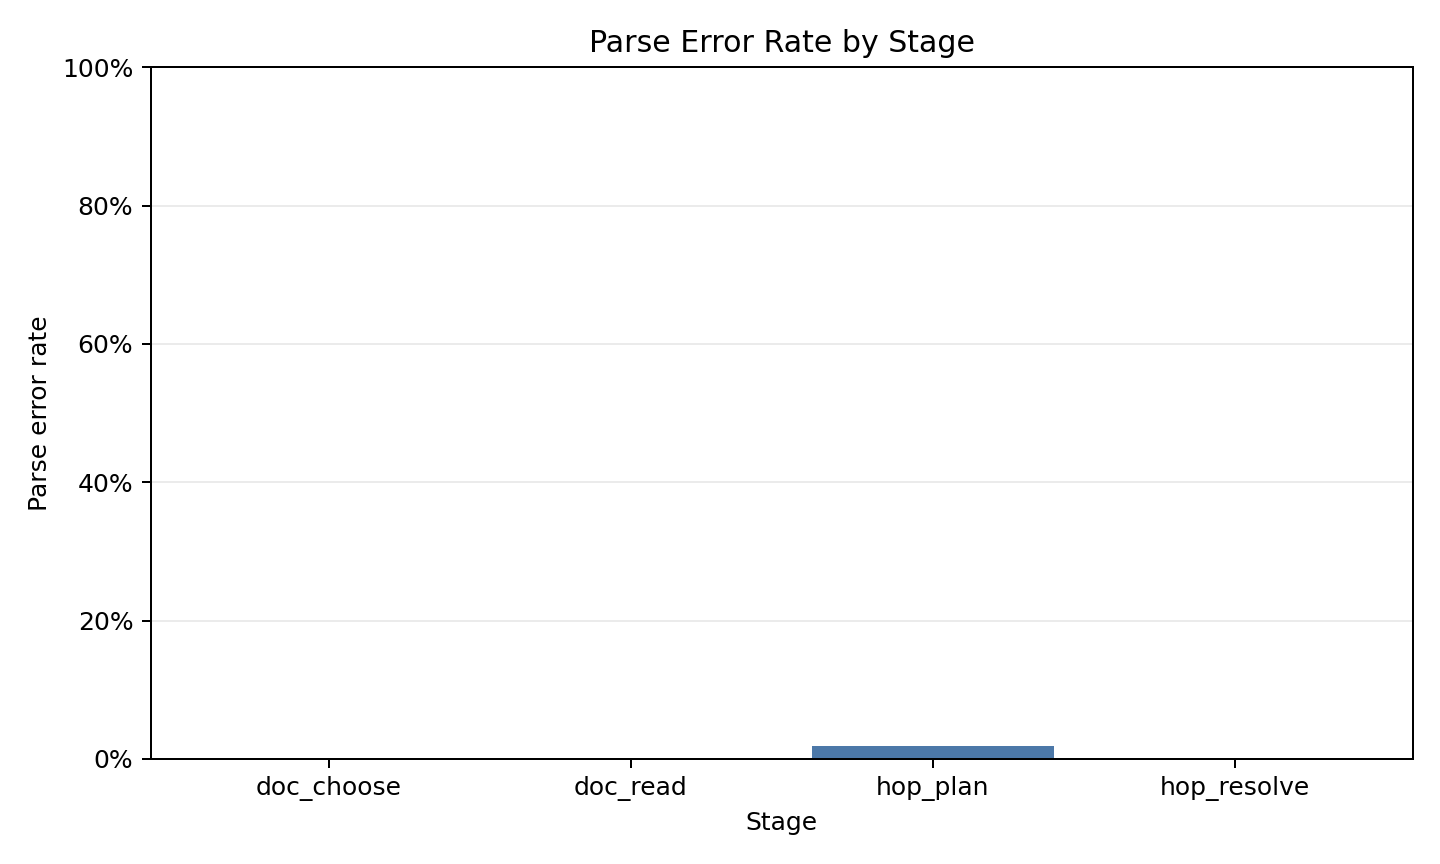 Parse Error Rate by Stage
100%
80%
60%
40%
20%
0%
Parse error rate
doc_choose doc_read hop_plan hop_resolve
Stage